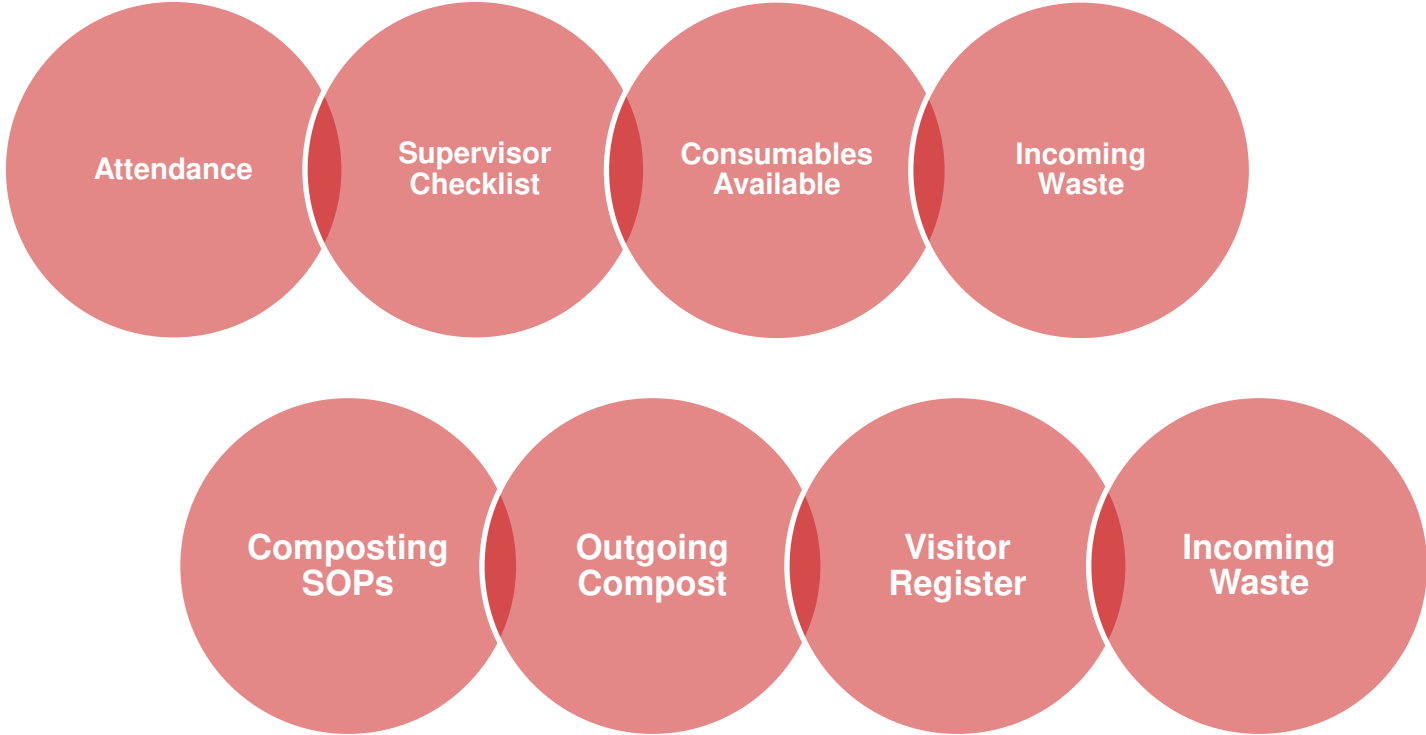 Attendance
Supervisor
Checklist
Consumables
Available
Incoming
Waste
Composting
SOPs
Outgoing
Compost
Visitor
Register
Incoming
Waste